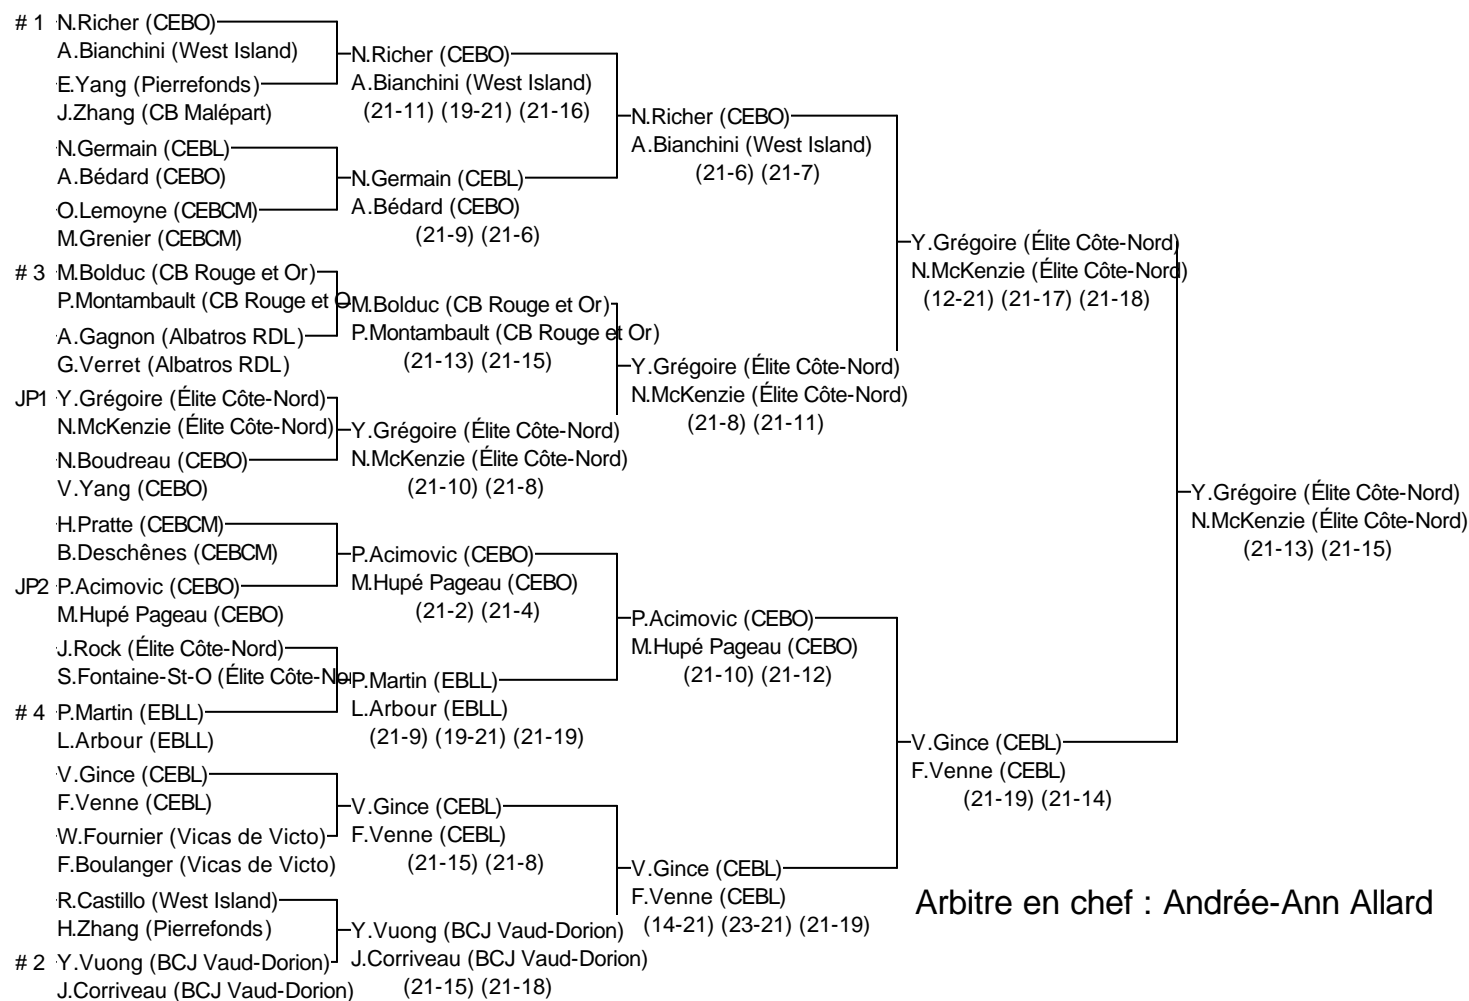 # 1 N.Richer (CEBO)
A.Bianchini (West Island)
E.Yang (Pierrefonds)
J.Zhang (CB Malépart)
N.Germain (CEBL)
A.Bédard (CEBO)
O.Lemoyne (CEBCM)
M.Grenier (CEBCM)
# 3 M.Bolduc (CB Rouge et Or)
P.Montambault (CB Rouge et O
A.Gagnon (Albatros RDL)
G.Verret (Albatros RDL)
JP1 Y.Grégoire (Élite Côte-Nord)
N.McKenzie (Élite Côte-Nord)
N.Boudreau (CEBO)
V.Yang (CEBO)
H.Pratte (CEBCM)
B.Deschênes (CEBCM)
JP2 P.Acimovic (CEBO)
M.Hupé Pageau (CEBO)
J.Rock (Élite Côte-Nord)
S.Fontaine-St-O (Élite Côte-No
# 4 P.Martin (EBLL)
L.Arbour (EBLL)
V.Gince (CEBL)
F.Venne (CEBL)
W.Fournier (Vicas de Victo)
F.Boulanger (Vicas de Victo)
R.Castillo (West Island)
H.Zhang (Pierrefonds)
# 2 Y.Vuong (BCJ Vaud-Dorion)
J.Corriveau (BCJ Vaud-Dorion)
N.Richer (CEBO)
A.Bianchini (West Island)
(21-11) (19-21) (21-16)
N.Germain (CEBL)
A.Bédard (CEBO)
(21-9) (21-6)
M.Bolduc (CB Rouge et Or)
P.Montambault (CB Rouge et Or)
(21-13) (21-15)
Y.Grégoire (Élite Côte-Nord)
N.McKenzie (Élite Côte-Nord)
(21-10) (21-8)
P.Acimovic (CEBO)
M.Hupé Pageau (CEBO)
(21-2) (21-4)
P.Martin (EBLL)
L.Arbour (EBLL)
(21-9) (19-21) (21-19)
V.Gince (CEBL)
F.Venne (CEBL)
(21-15) (21-8)
Y.Vuong (BCJ Vaud-Dorion)
J.Corriveau (BCJ Vaud-Dorion)
(21-15) (21-18)
N.Richer (CEBO)
A.Bianchini (West Island)
(21-6) (21-7)
Y.Grégoire (Élite Côte-Nord)
N.McKenzie (Élite Côte-Nord)
(21-8) (21-11)
P.Acimovic (CEBO)
M.Hupé Pageau (CEBO)
(21-10) (21-12)
V.Gince (CEBL)
F.Venne (CEBL)
(14-21) (23-21) (21-19)
Y.Grégoire (Élite Côte-Nord)
N.McKenzie (Élite Côte-Nord)
(12-21) (21-17) (21-18)
V.Gince (CEBL)
F.Venne (CEBL)
(21-19) (21-14)
Y.Grégoire (Élite Côte-Nord)
N.McKenzie (Élite Côte-Nord)
(21-13) (21-15)
Arbitre en chef : Andrée-Ann Allard